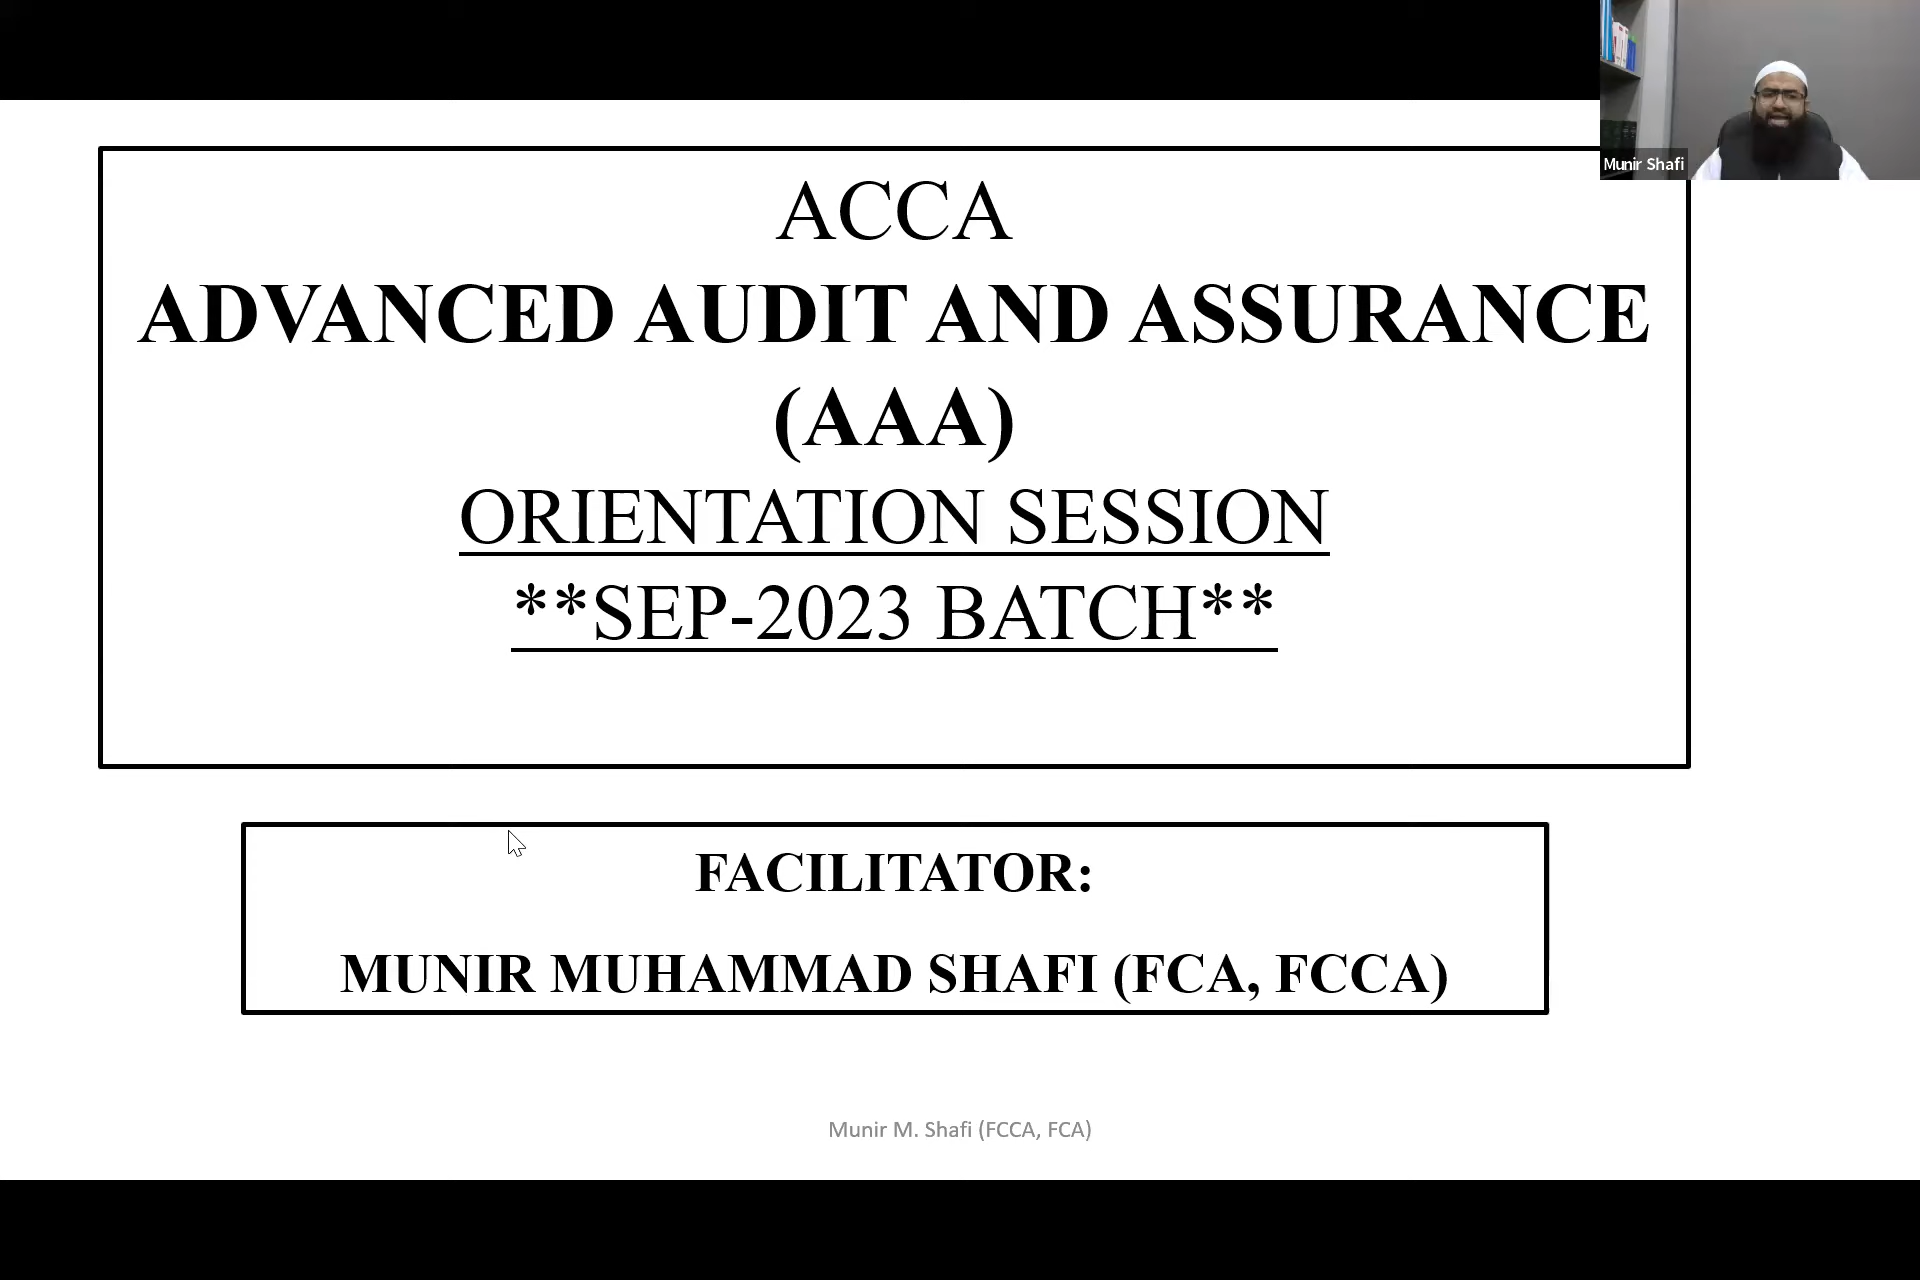 Munir Shafi
ACCA
ADVANCED AUDIT AND ASSURANCE
(AAA)
ORIENTATION SESSION
**SEP-2023 BATCH**
FACILITATOR:
MUNIR MUHAMMAD SHAFI (FCA, FCCA)
Munir M. Shafi (FCCA, FCA)